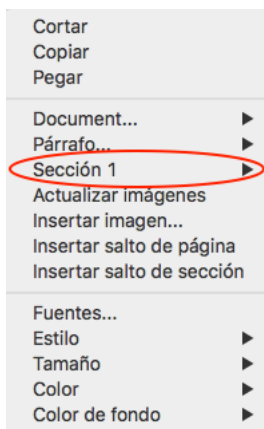 Cortar
Copiar
Pegar
Document...
Párrafo...
Sección 1
Actualizar imágenes
Insertar imagen...
Insertar salto de página
Insertar salto de sección
Fuentes...
Estilo
Tamaño
Color
Color de fondo